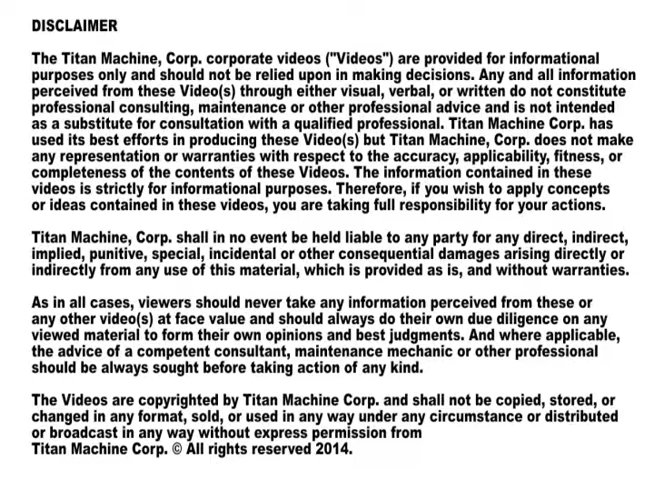 DISCLAIMER
The Titan Machine, Corp. corporate videos ("Videos") are provided for informational
purposes only and should not be relied upon in making decisions. Any and all information
perceived from these Video(s) through either visual, verbal, or written do not constitute
professional consulting, maintenance or other professional advice and is not intended
as a substitute for consultation with a qualified professional. Titan Machine Corp. has
used its best efforts in producing these Video(s) but Titan Machine, Corp. does not make
any representation or warranties with respect to the accuracy, applicability, fitness, or
completeness of the contents of these Videos. The information contained in these
videos is strictly for informational purposes. Therefore, if you wish to apply concepts
or ideas contained in these videos, you are taking full responsibility for your actions.
Titan Machine, Corp. shall in no event be held liable to any party for any direct, indirect,
implied, punitive, special, incidental or other consequential damages arising directly or
indirectly from any use of this material, which is provided as is, and without warranties.
As in all cases, viewers should never take any information perceived from these or
any other video(s) at face value and should always do their own due diligence on any
viewed material to form their own opinions and best judgments. And where applicable,
the advice of a competent consultant, maintenance mechanic or other professional
should be always sought before taking action of any kind.
The Videos are copyrighted by Titan Machine Corp. and shall not be copied, stored, or
changed in any format, sold, or used in any way under any circumstance or distributed
or broadcast in any way without express permission from
Titan Machine Corp. © All rights reserved 2014.